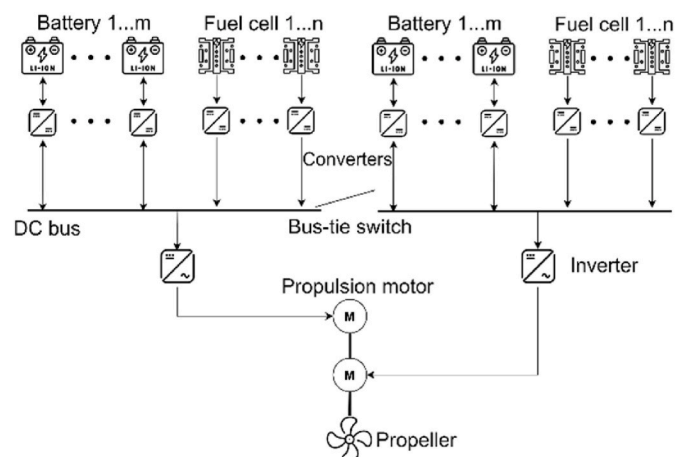 Battery 1...m
Fuel cell 1...n
Battery 1...m
Fuel cell 1...n
LI-ION
LI-ION
LI-ION
LI-ION
Converters
DC bus
Bus-tie switch
Inverter
Propulsion motor
M
M
Propeller